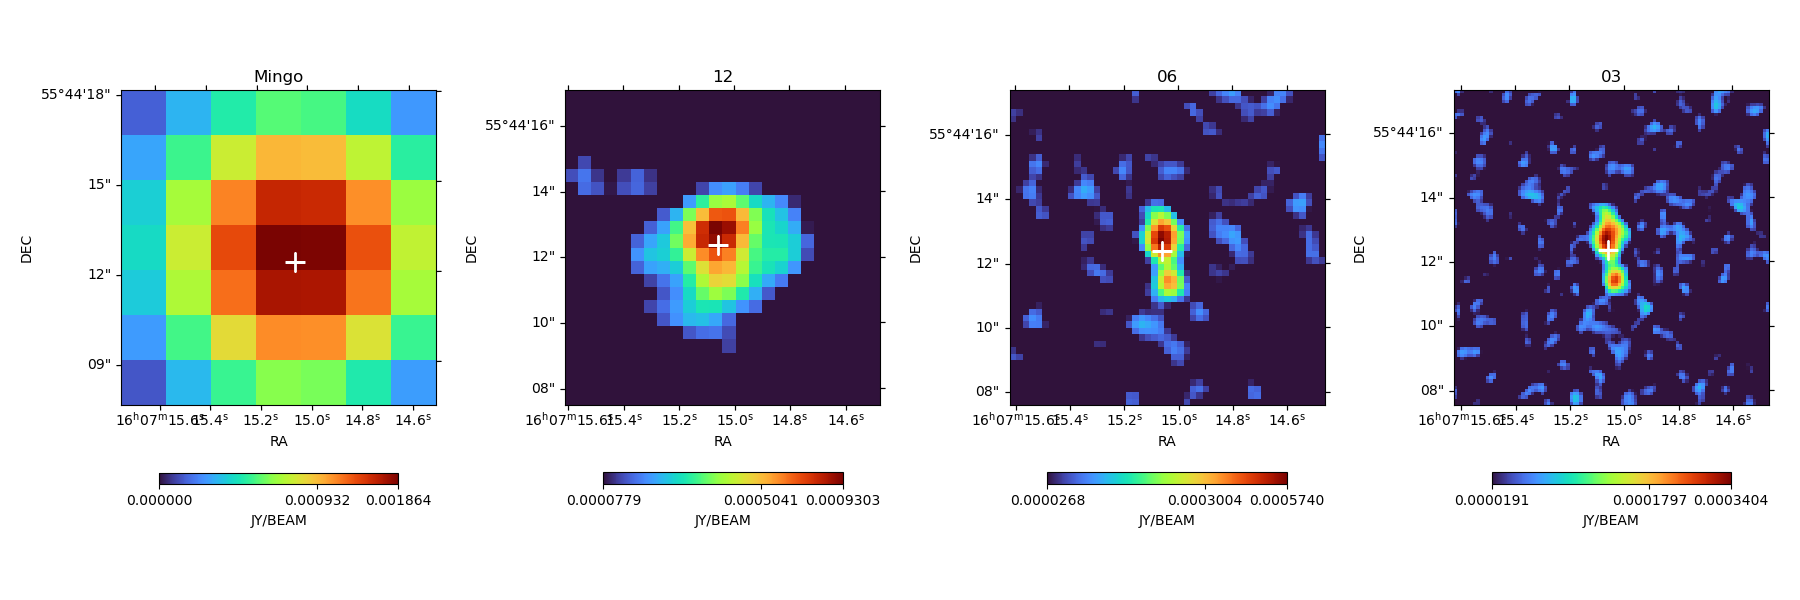 Mingo
55°44'18"
15"
12"
09"
DEC
16ʰ07ᵐ15.6ˢ 15.4ˢ 15.2ˢ 15.0ˢ 14.8ˢ 14.6ˢ
RA
0.0000000 0.000932 0.001864
JY/BEAM
12
55°44'16"
14"
12"
10"
08"
DEC
16ʰ07ᵐ15.6ˢ 15.4ˢ 15.2ˢ 15.0ˢ 14.8ˢ 14.6ˢ
RA
0.0000779 0.0005041 0.0009303
JY/BEAM
06
55°44'16"
14"
12"
10"
08"
DEC
16ʰ07ᵐ15.6ˢ 15.4ˢ 15.2ˢ 15.0ˢ 14.8ˢ 14.6ˢ
RA
0.0000268 0.0003004 0.0005740
JY/BEAM
03
55°44'16"
14"
12"
10"
08"
DEC
16ʰ07ᵐ15.6ˢ 15.4ˢ 15.2ˢ 15.0ˢ 14.8ˢ 14.6ˢ
RA
0.0000191 0.0001797 0.0003404
JY/BEAM